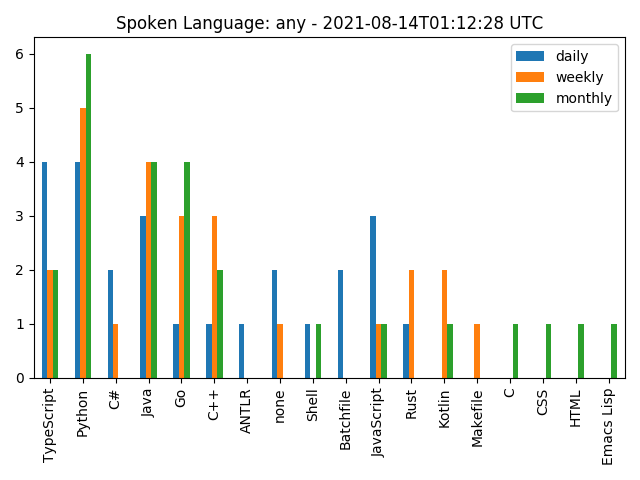 Spoken Language: any - 2021-08-14T01:12:28 UTC
daily
weekly
monthly
6
5
4
3
2
1
0
TypeScript
Python
C#
Java
Go
C++
ANTLR
none
Shell
Batchfile
JavaScript
Rust
Kotlin
Makefile
C
CSS
HTML
Emacs Lisp